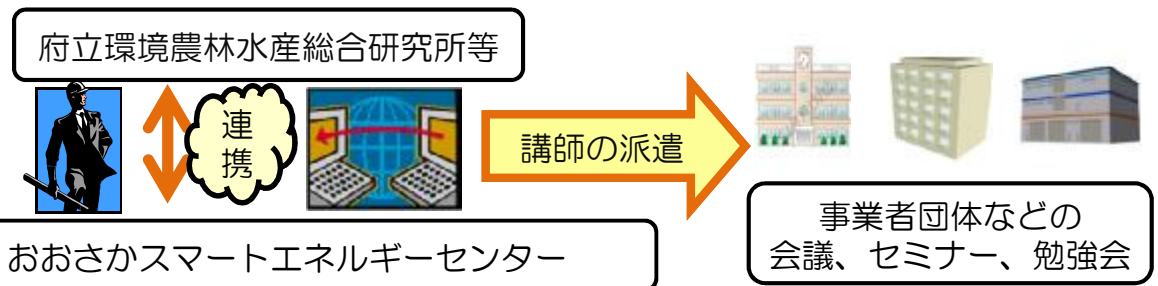 府立環境農林水産総合研究所等
連
携
講師の派遣
おおさかスマートエネルギーセンター
事業者団体などの
会議、セミナー、勉強会